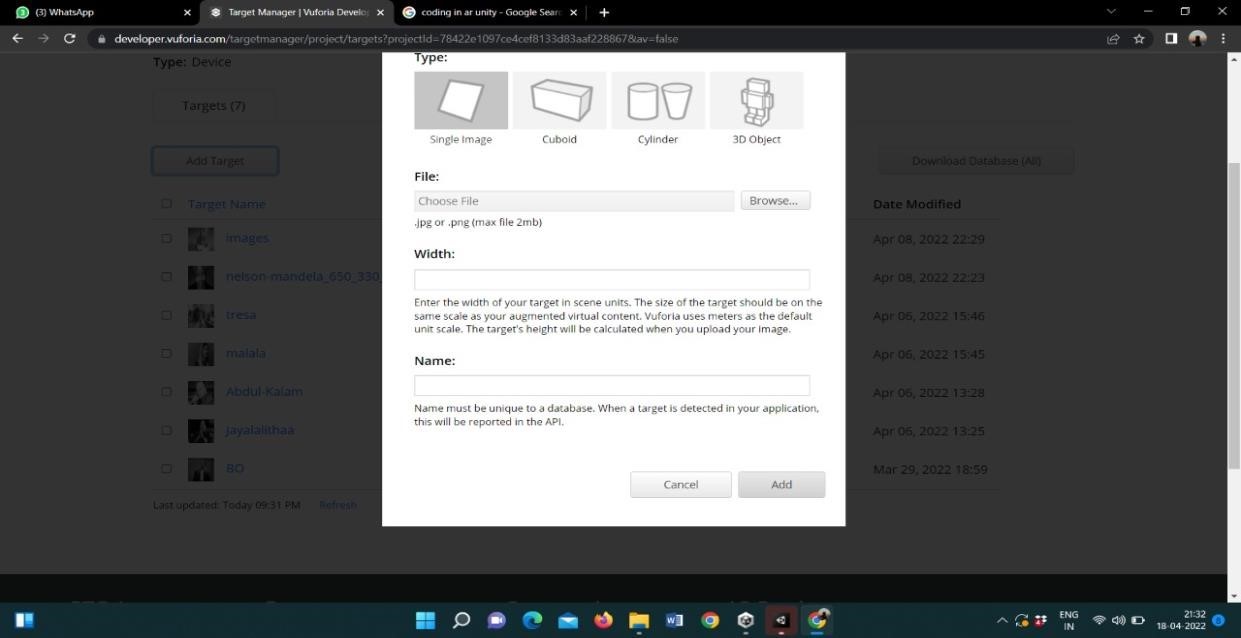 (3) WhatsApp
Target Manager | Vuforia Develo
coding in ar unity - Google Sear
developer.vuforia.com/targetmanager/project/targets?projectId=78422e1097ce4cef8133d83aaf228867&av=false
Type: Device
Targets (7)
Add Target
Download Database (All)
Target Name
Date Modified
images
Apr 08, 2022 22:29
nelson-mandela_650_330_
Apr 08, 2022 22:23
tresa
Apr 06, 2022 15:46
malala
Apr 06, 2022 15:45
Abdul-Kalam
Apr 06, 2022 13:28
Jayalalithaa
Apr 06, 2022 13:25
BO
Mar 29, 2022 18:59
Last updated: Today 09:31 PM Refresh
Type:
Single Image
Cuboid
Cylinder
3D Object
File:
Choose File
Browse...
.jpg or .png (max file 2mb)
Width:
Enter the width of your target in scene units. The size of the target should be on the
same scale as your augmented virtual content. Vuforia uses meters as the default
unit scale. The target's height will be calculated when you upload your image.
Name:
Name must be unique to a database. When a target is detected in your application,
this will be reported in the API.
Cancel
Add
ENG
IN
21:32
18-04-2022